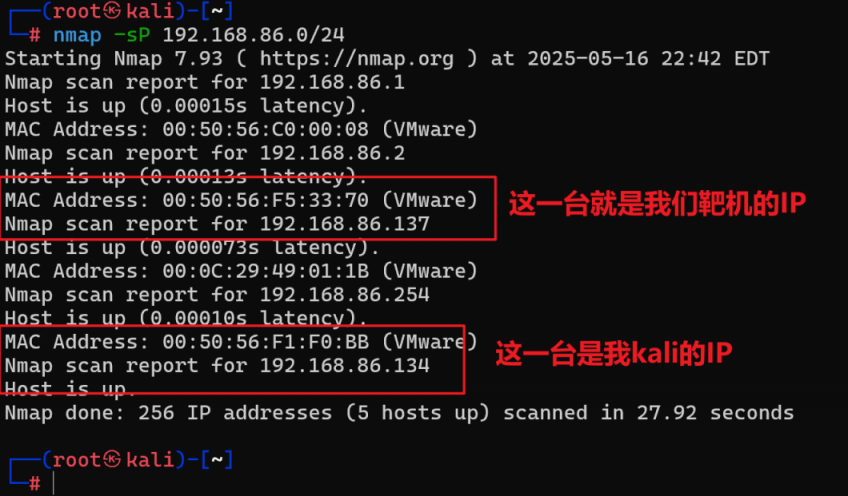 ┌──(root㉿kali)-[~]
└─# nmap -sP 192.168.86.0/24
Starting Nmap 7.93 ( https://nmap.org ) at 2025-05-16 22:42 EDT
Nmap scan report for 192.168.86.1
Host is up (0.00015s latency).
MAC Address: 00:50:56:C0:00:08 (VMware)
Nmap scan report for 192.168.86.2
Host is up (0.00013s latency).
MAC Address: 00:50:56:F5:33:70 (VMware)
这一台就是我们靶机的IP
Nmap scan report for 192.168.86.137
Host is up (0.000073s latency).
MAC Address: 00:0C:29:49:01:1B (VMware)
Nmap scan report for 192.168.86.254
Host is up (0.00010s latency).
MAC Address: 00:50:56:F1:F0:BB (VMware)
这一台是我kali的IP
Nmap scan report for 192.168.86.134
Host is up.
Nmap done: 256 IP addresses (5 hosts up) scanned in 27.92 seconds
┌──(root㉿kali)-[~]
└─#